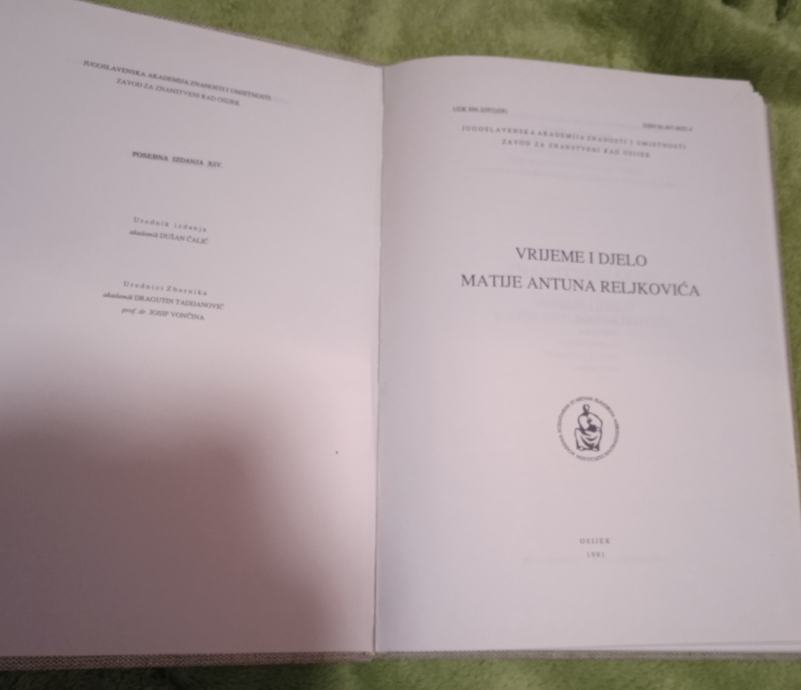 JUGOSLAVENSKA AKADEMIJA ZNANOSTI I UMJETNOSTI
ZAVOD ZA ZNANSTVENI RAD OSIJEK
POSEBNA IZDANJA XIV.
Urednik izdanja
akademik DUŠAN ČALIĆ
Urednici Zbornika
akademik DRAGUTIN TADIJANOVIĆ
prof. dr. JOSIP VONČINA
JUGOSLAVENSKA AKADEMIJA ZNANOSTI I UMJETNOSTI
ZAVOD ZA ZNANSTVENI RAD OSIJEK
VRIJEME I DJELO
MATIJE ANTUNA RELJKOVIĆA
OSIJEK
1991